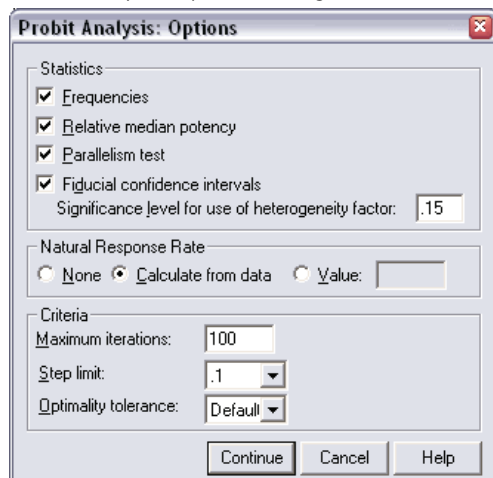 Probit Analysis: Options
Statistics
Frequencies
Relative median potency
Parallelism test
Fiducial confidence intervals
Significance level for use of heterogeneity factor: .15
Natural Response Rate
None Calculate from data Value:
Criteria
Maximum iterations: 100
Step limit: .1
Optimality tolerance: Default
Continue Cancel Help